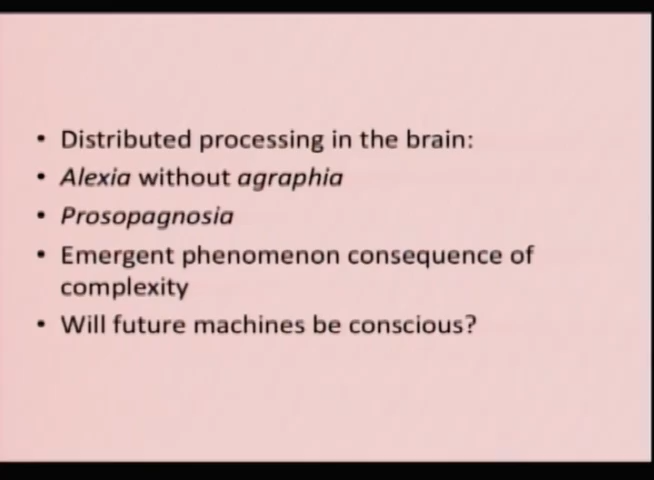 • Distributed processing in the brain:
• Alexia without agraphia
• Prosopagnosia
• Emergent phenomenon consequence of
complexity
• Will future machines be conscious?